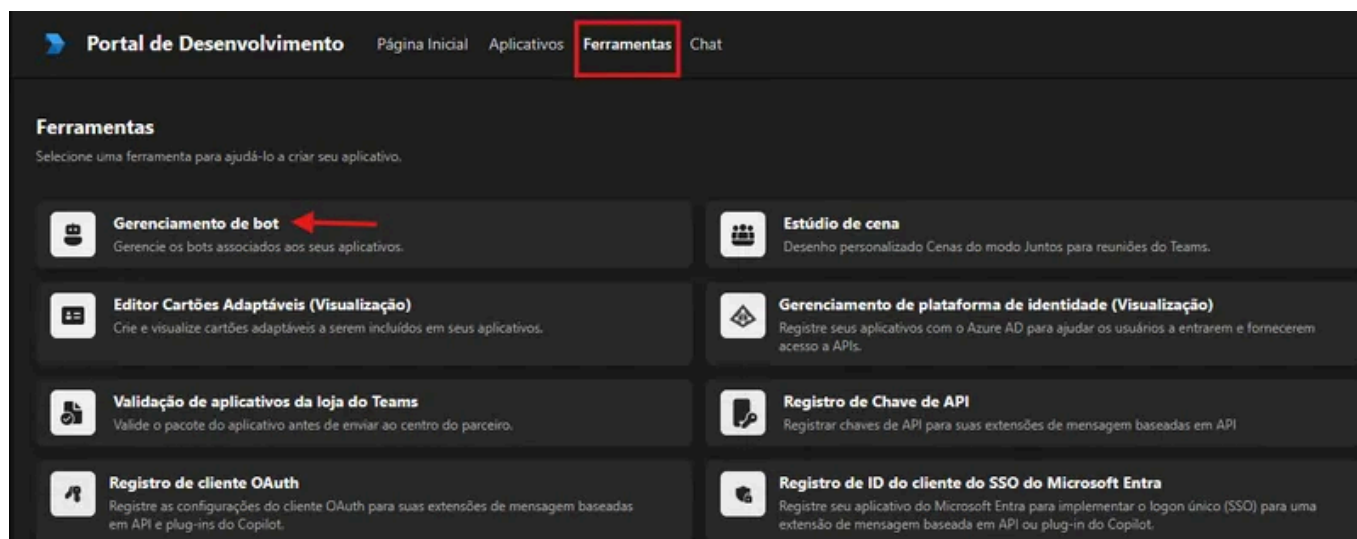 Portal de Desenvolvimento Página Inicial Aplicativos Ferramentas Chat
Ferramentas
Selecione uma ferramenta para ajudá-lo a criar seu aplicativo.
Gerenciamento de bot
Gerencie os bots associados aos seus aplicativos.
Estúdio de cena
Desenho personalizado Cenas do modo Juntos para reuniões do Teams.
Editor Cartões Adaptáveis (Visualização)
Crie e visualize cartões adaptáveis a serem incluídos em seus aplicativos.
Gerenciamento de plataforma de identidade (Visualização)
Registre seus aplicativos com o Azure AD para ajudar os usuários a entrarem e fornecerem
acesso a APIs.
Validação de aplicativos da loja do Teams
Valide o pacote do aplicativo antes de enviar ao centro do parceiro.
Registro de Chave de API
Registrar chaves de API para suas extensões de mensagem baseadas em API
Registro de cliente OAuth
Registre as configurações do cliente OAuth para suas extensões de mensagem baseadas
em API e plug-ins do Copilot.
Registro de ID do cliente do SSO do Microsoft Entra
Registre seu aplicativo do Microsoft Entra para implementar o logon único (SSO) para uma
extensão de mensagem baseada em API ou plug-in do Copilot.